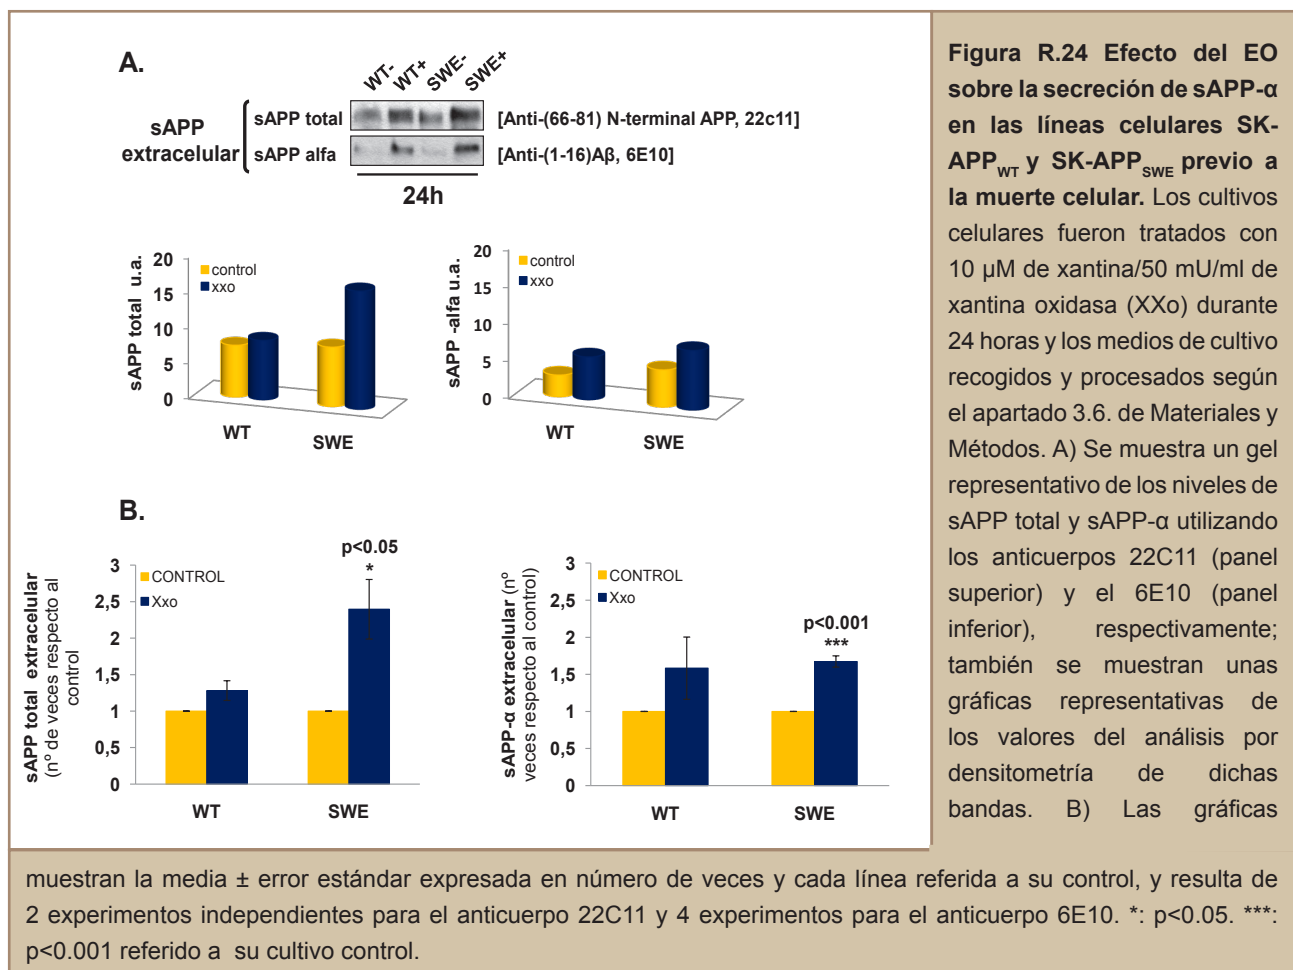 A.
WT- WT+ SWE- SWE+
sAPP extracelular
sAPP total
[Anti-(66-81) N-terminal APP, 22c11]
sAPP alfa
[Anti-(1-16)Aβ, 6E10]
24h
sAPP total u.a.
20
15
10
5
0
control
xxo
WT
SWE
sAPP -alfa u.a.
20
15
10
5
0
control
xxo
WT
SWE
B.
sAPP total extracelular
(nº de veces respecto al
control
3
2,5
2
1,5
1
0,5
0
CONTROL
Xxo
p<0.05
*
WT
SWE
sAPP-α extracelular (nº
veces respecto al control)
3
2,5
2
1,5
1
0,5
0
CONTROL
Xxo
p<0.001
***
WT
SWE
Figura R.24 Efecto del EO
sobre la secreción de sAPP-α
en las líneas celulares SK-
APPWT y SK-APPSWE previo a
la muerte celular. Los cultivos
celulares fueron tratados con
10 μM de xantina/50 mU/ml de
xantina oxidasa (XXo) durante
24 horas y los medios de cultivo
recogidos y procesados según
el apartado 3.6. de Materiales y
Métodos. A) Se muestra un gel
representativo de los niveles de
sAPP total y sAPP-α utilizando
los anticuerpos 22C11 (panel
superior) y el 6E10 (panel
inferior), respectivamente;
también se muestran unas
gráficas representativas de
los valores del análisis por
densitometría de dichas
bandas. B) Las gráficas
muestran la media ± error estándar expresada en número de veces y cada línea referida a su control, y resulta de
2 experimentos independientes para el anticuerpo 22C11 y 4 experimentos para el anticuerpo 6E10. *: p<0.05. ***:
p<0.001 referido a su cultivo control.